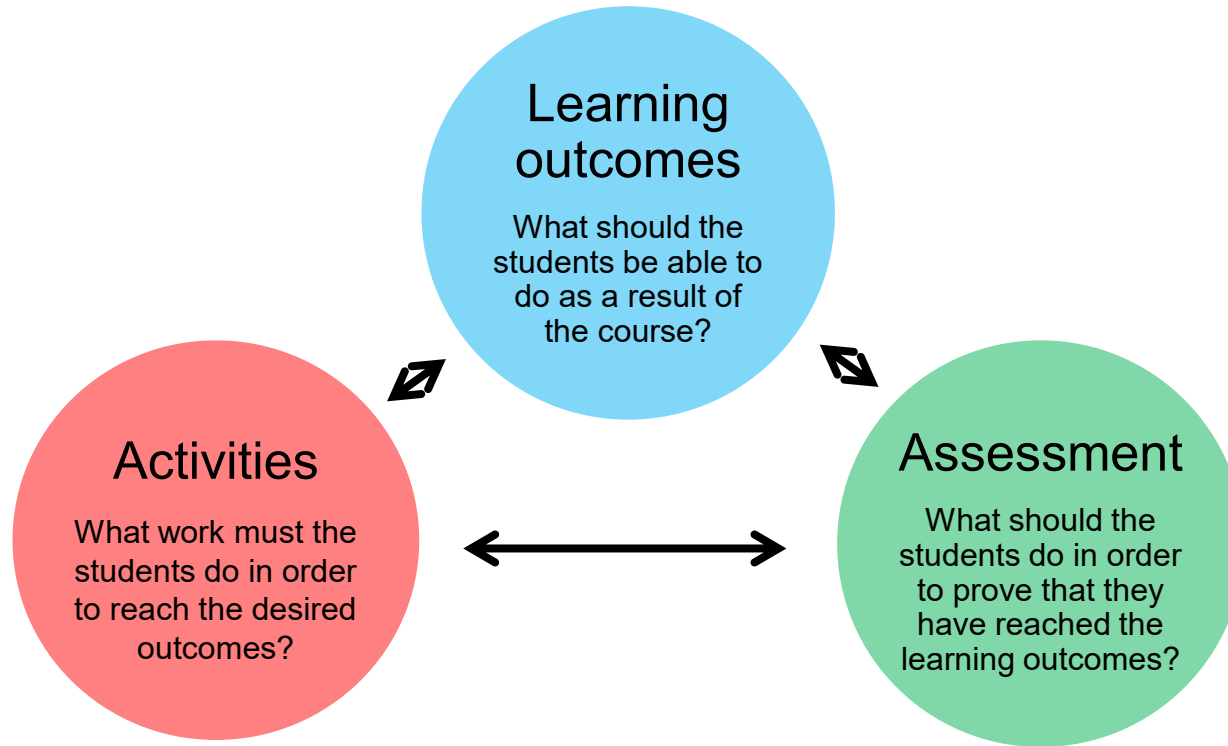 Learning
outcomes
What should the
students be able to
do as a result of
the course?
Activities
What work must the
students do in order
to reach the desired
outcomes?
Assessment
What should the
students do in order
to prove that they
have reached the
learning outcomes?